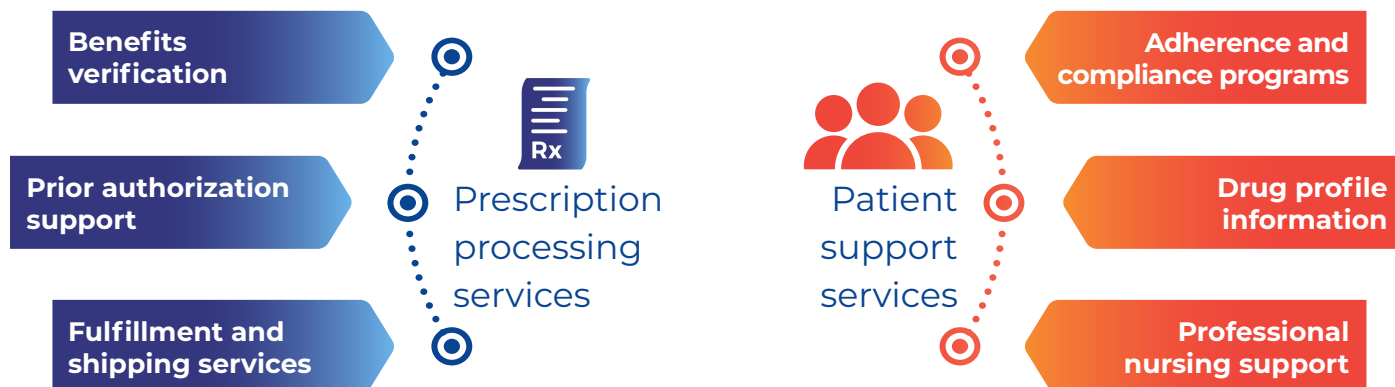 Benefits
verification
Prior authorization
support
Fulfillment and
shipping services
Rx
Prescription
processing
services
Patient
support
services
Adherence and
compliance programs
Drug profile
information
Professional
nursing support